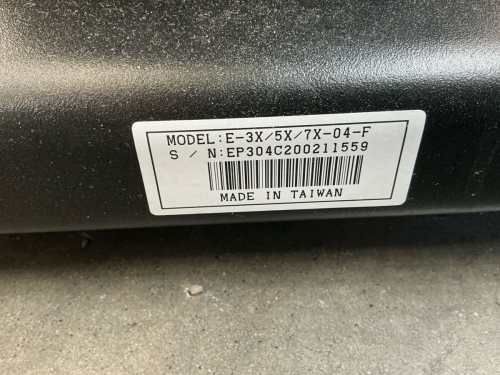 MODEL:E-3X/5X/7X-04-F
S / N:EP304C200211559
MADE IN TAIWAN